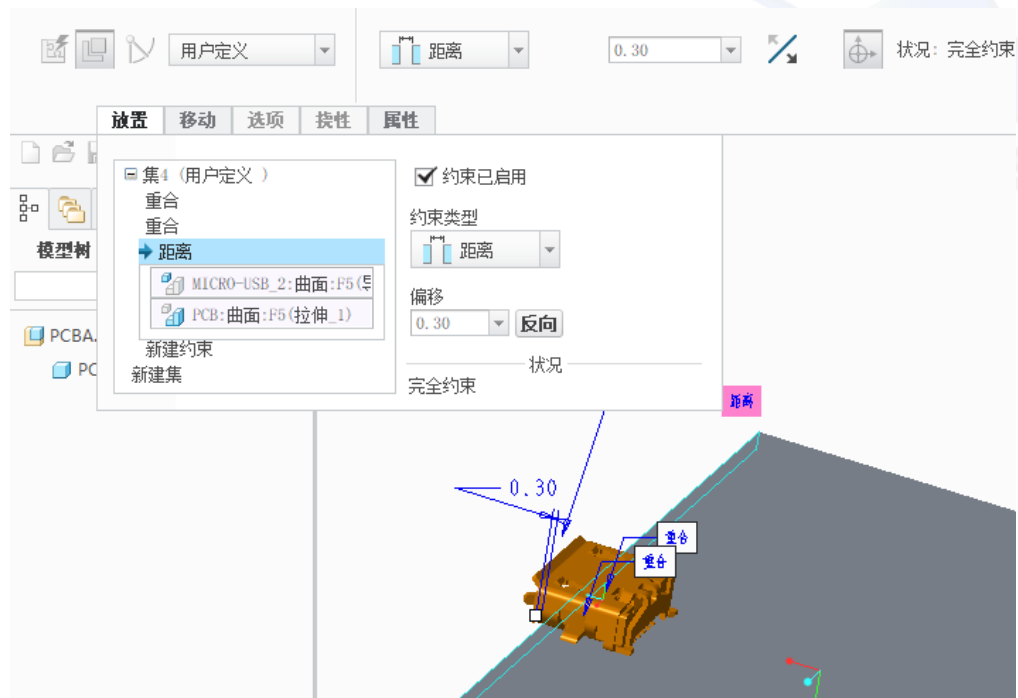 用户定义
距离
0.30
状况：完全约束
放置 移动 选项 挠性 属性
集4 (用户定义 )
重合
重合
距离
MICRO-USB_2:曲面:F5(
PCB:曲面:F5(拉伸_1)
新建约束
新建集
约束已启用
约束类型
距离
偏移
0.30
反向
状况
完全约束
模型树
PCBA.
PC
距离
0.30
重合
重合